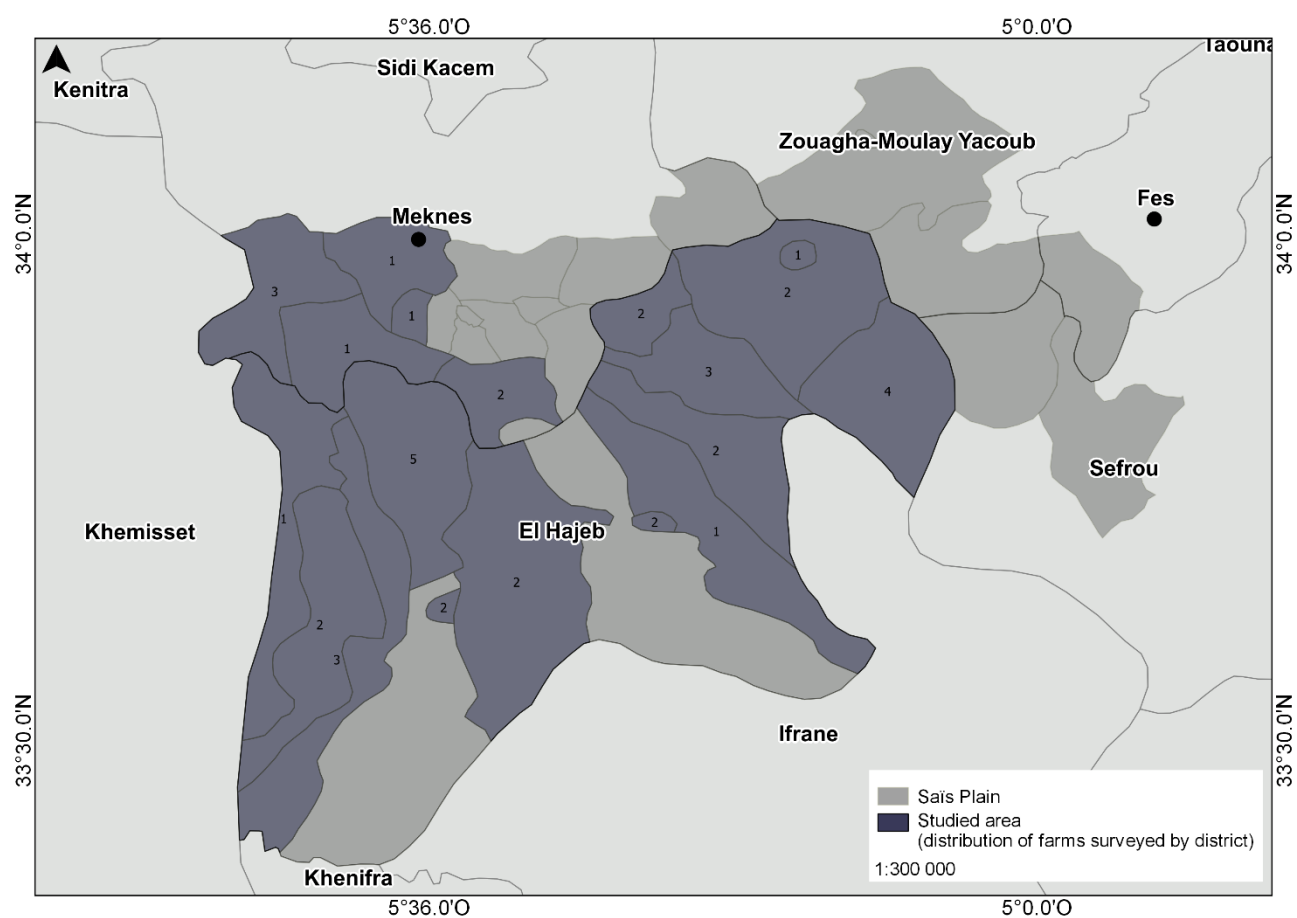 5°36.0'O
5°0.0'O
Taouna
Sidi Kacem
Kenitra
Zouagha-Moulay Yacoub
Fes
Meknes
34°0.0'N
34°0.0'N
1
1
3
2
1
2
1
3
4
2
2
5
1
2
2
1
El Hajeb
Sefrou
Khemisset
2
2
2
3
33°30.0'N
33°30.0'N
Ifrane
Saïs Plain
Studied area
(distribution of farms surveyed by district)
1:300 000
Khenifra
5°36.0'O
5°0.0'O